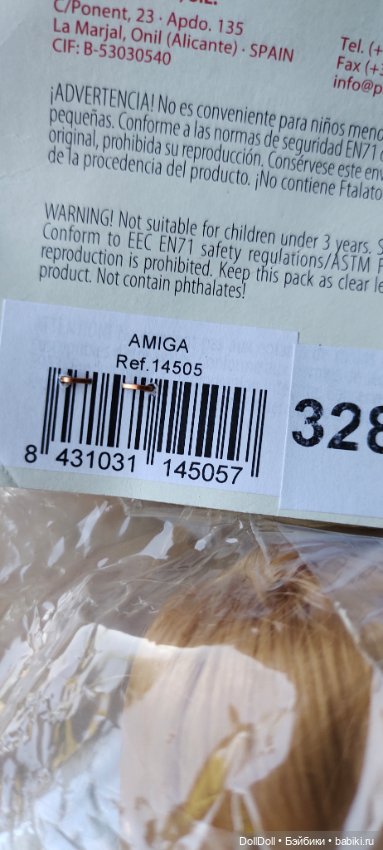 C/Ponent, 23 · Apdo. 135
La Marjal, Onil (Alicante) · SPAIN
CIF: B-53030540
Tel. (+
Fax (+3
info@p
¡ADVERTENCIA! No es conveniente para niños meno
pequeñas. Conforme a las normas de seguridad EN71
original, prohibida su reproducción. Consérvese este env
de la procedencia del producto. ¡No contiene Ftalato
WARNING! Not suitable for children under 3 years. S
Conform to EEC EN71 safety regulations/ASTM F
reproduction is prohibited. Keep this pack as clear
product. Not contain phthalates!
AMIGA
Ref.14505
8 431031 145057
328
DollDoll • Бэйбики • babiki.ru